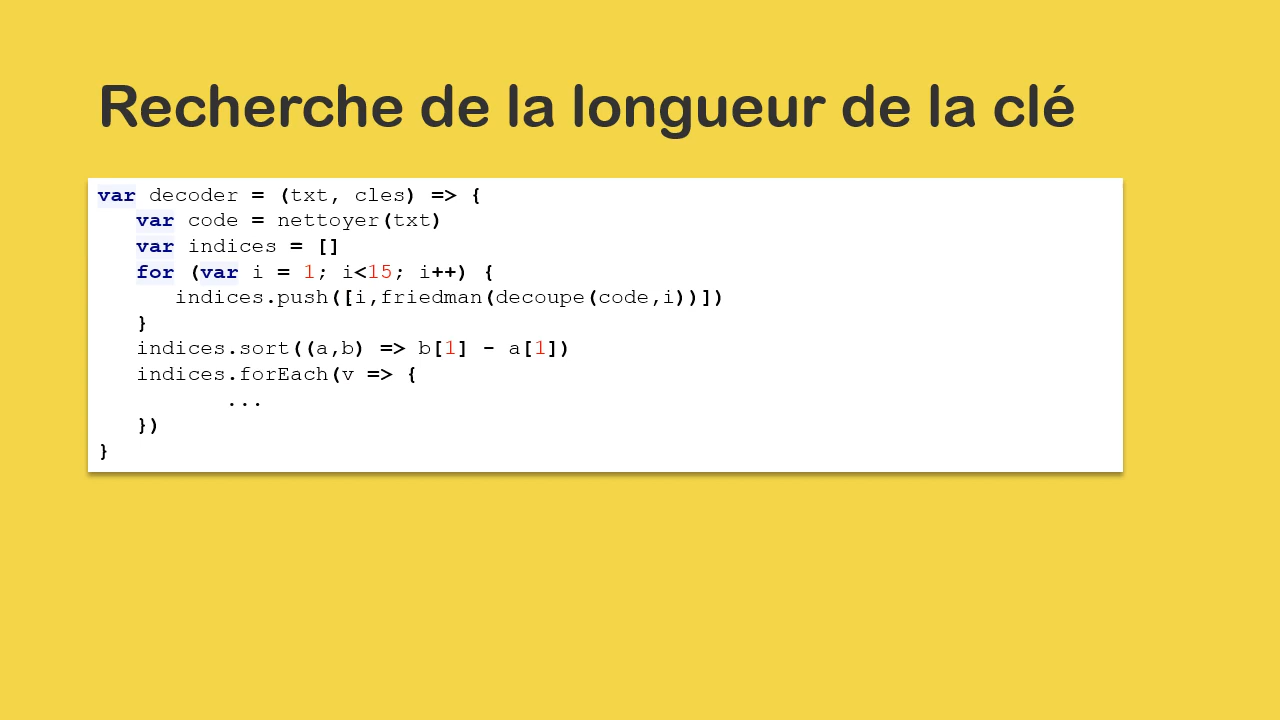 Recherche de la longueur de la clé
var decoder = (txt, cles) => {
   var code = nettoyer(txt)
   var indices = []
   for (var i = 1; i<15; i++) {
      indices.push([i,friedman(decoupe(code,i))])
   }
   indices.sort((a,b) => b[1] - a[1])
   indices.forEach(v => {
          ...
   })
}